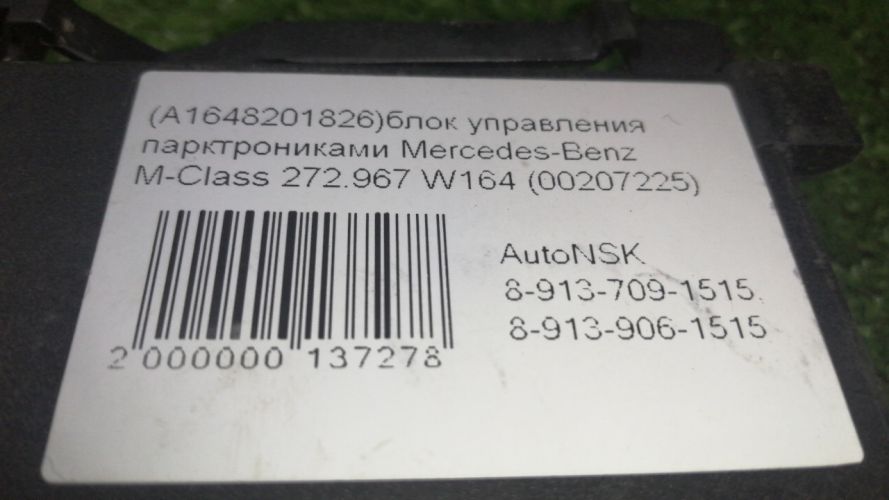 (A1648201826)блок управления
парктрониками Mercedes-Benz
M-Class 272.967 W164 (00207225)
AutoNSK
8-913-709-1515
8-913-906-1515
2 000000 137278